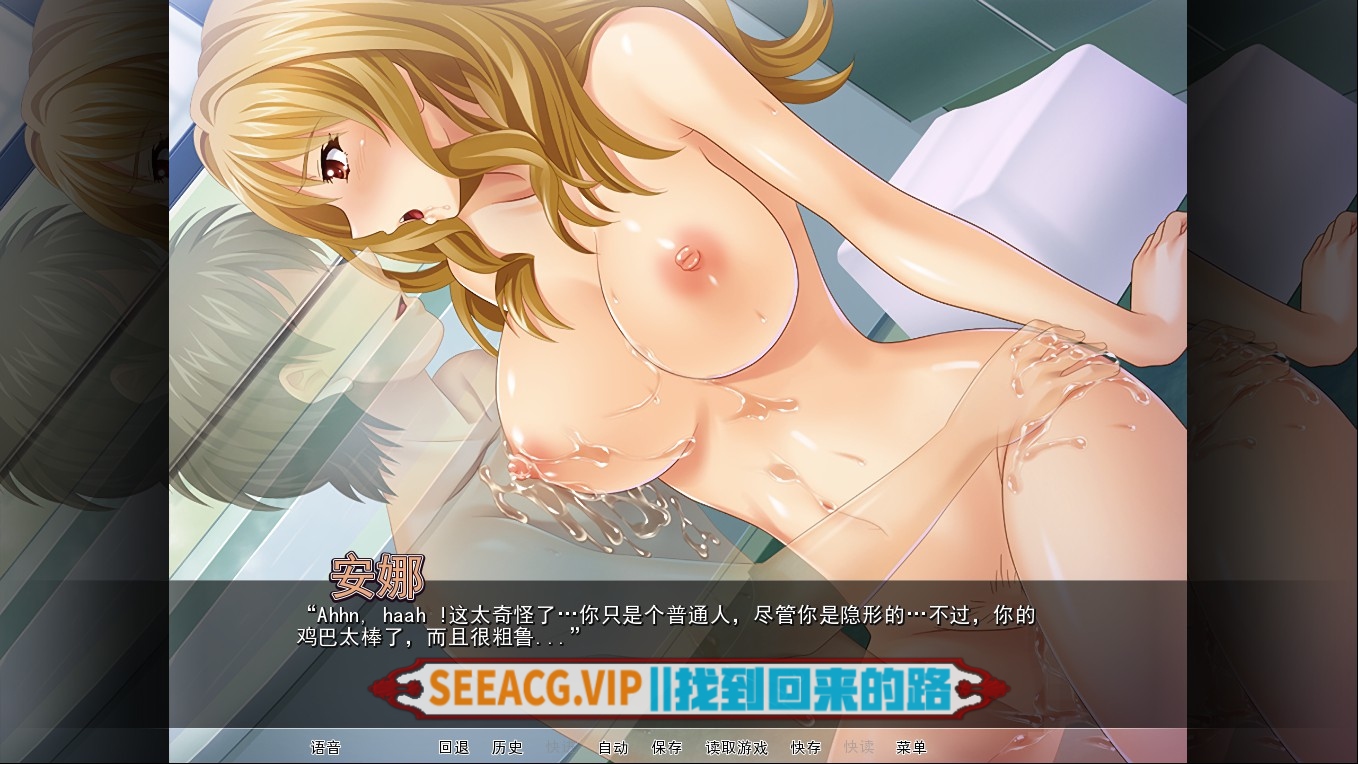 安娜
“Ahhn, haah !这太奇怪了…你只是个普通人，尽管你是隐形的…不过，你的
鸡巴太棒了，而且很粗鲁...”
SEEACG.VIP||找到回来的路
语音 回退 历史 快进 自动 保存 读取游戏 快存 快读 菜单